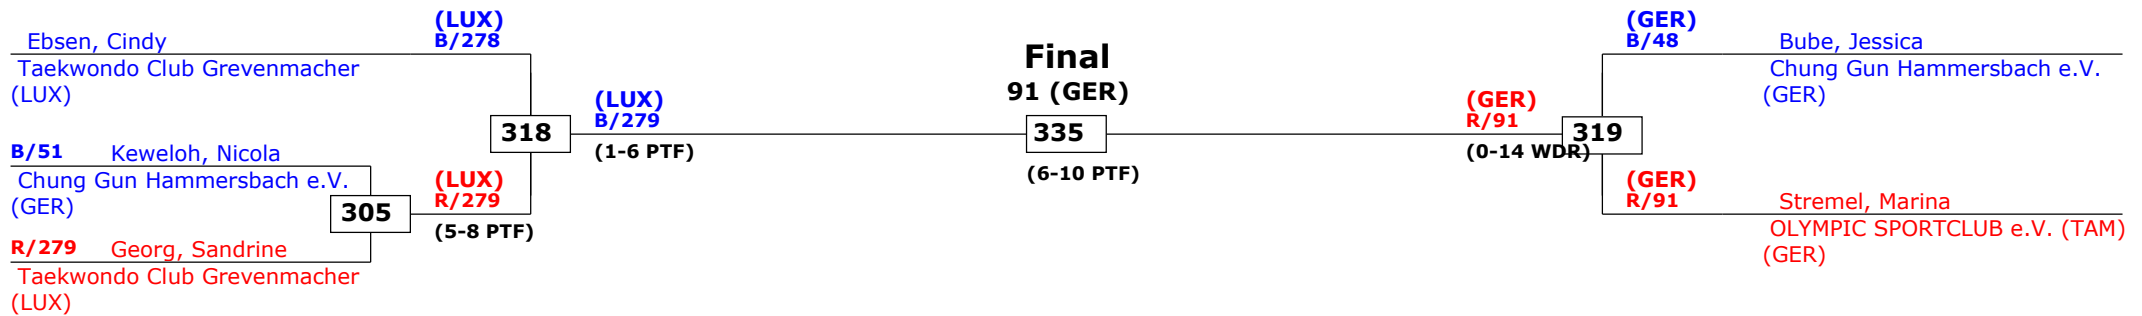 (LUX)
B/278
Ebsen, Cindy
Taekwondo Club Grevenmacher
(LUX)
B/51 Keweloh, Nicola
Chung Gun Hammersbach e.V.
(GER)
305
R/279 Georg, Sandrine
Taekwondo Club Grevenmacher
(LUX)
(LUX)
R/279
(5-8 PTF)
318
(LUX)
B/279
(1-6 PTF)
Final
91 (GER)
335
(6-10 PTF)
(GER)
R/91
(0-14 WDR)
319
(GER)
B/48
Bube, Jessica
Chung Gun Hammersbach e.V.
(GER)
(GER)
R/91
Stremel, Marina
OLYMPIC SPORTCLUB e.V. (TAM)
(GER)